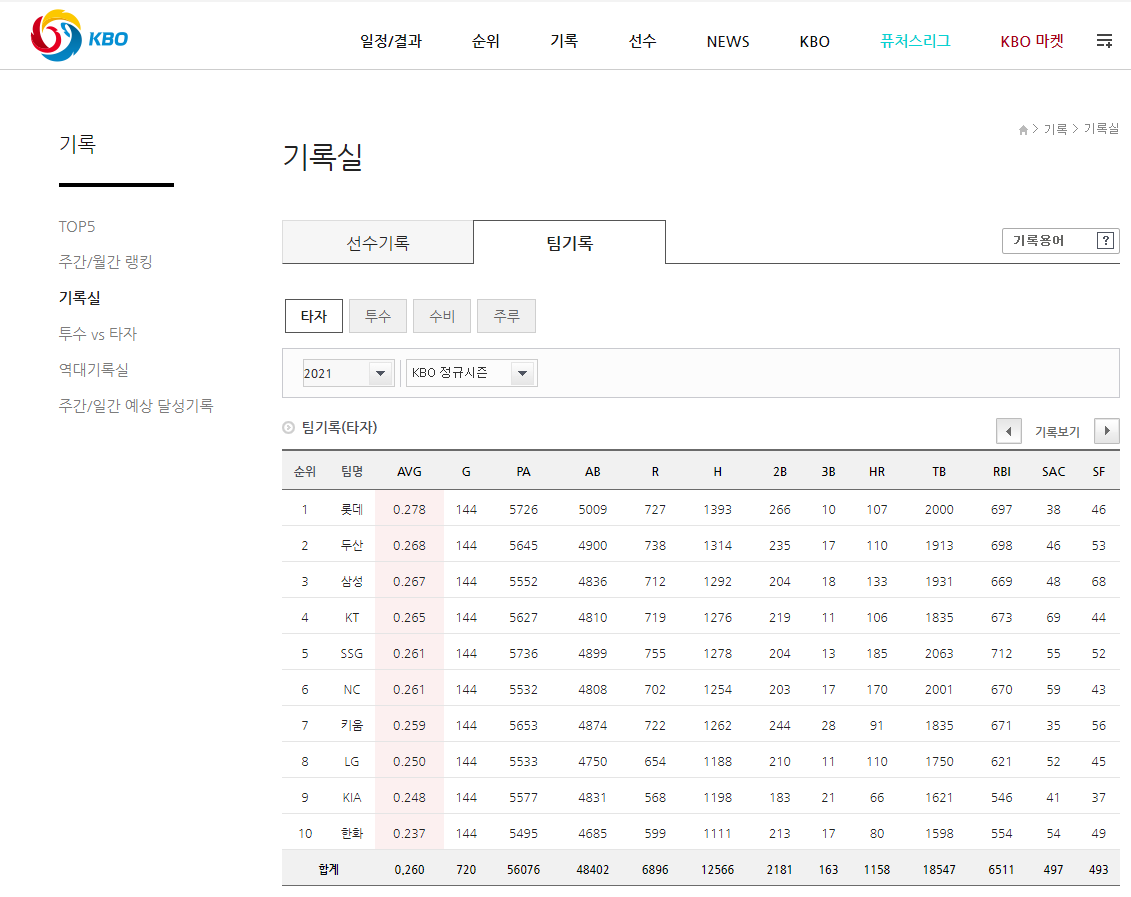 KBO
일정/결과 순위 기록 선수 NEWS KBO 퓨처스리그 KBO 마켓
기록 > 기록실
기록
기록실
TOP5
주간/월간 랭킹
기록실
투수 vs 타자
역대기록실
주간/일간 예상 달성기록
선수기록 팀기록 기록용어 ?
타자 투수 수비 주루
2021 KBO 정규시즌
팀기록(타자) 기록보기
순위 팀명 AVG G PA AB R H 2B 3B HR TB RBI SAC SF
1 롯데 0.278 144 5726 5009 727 1393 266 10 107 2000 697 38 46
2 두산 0.268 144 5645 4900 738 1314 235 17 110 1913 698 46 53
3 삼성 0.267 144 5552 4836 712 1292 204 18 133 1931 669 48 68
4 KT 0.265 144 5627 4810 719 1276 219 11 106 1835 673 69 44
5 SSG 0.261 144 5736 4899 755 1278 204 13 185 2063 712 55 52
6 NC 0.261 144 5532 4808 702 1254 203 17 170 2001 670 59 43
7 키움 0.259 144 5653 4874 722 1262 244 28 91 1835 671 35 56
8 LG 0.250 144 5533 4750 654 1188 210 11 110 1750 621 52 45
9 KIA 0.248 144 5577 4831 568 1198 183 21 66 1621 546 41 37
10 한화 0.237 144 5495 4685 599 1111 213 17 80 1598 554 54 49
합계 0.260 720 56076 48402 6896 12566 2181 163 1158 18547 6511 497 493